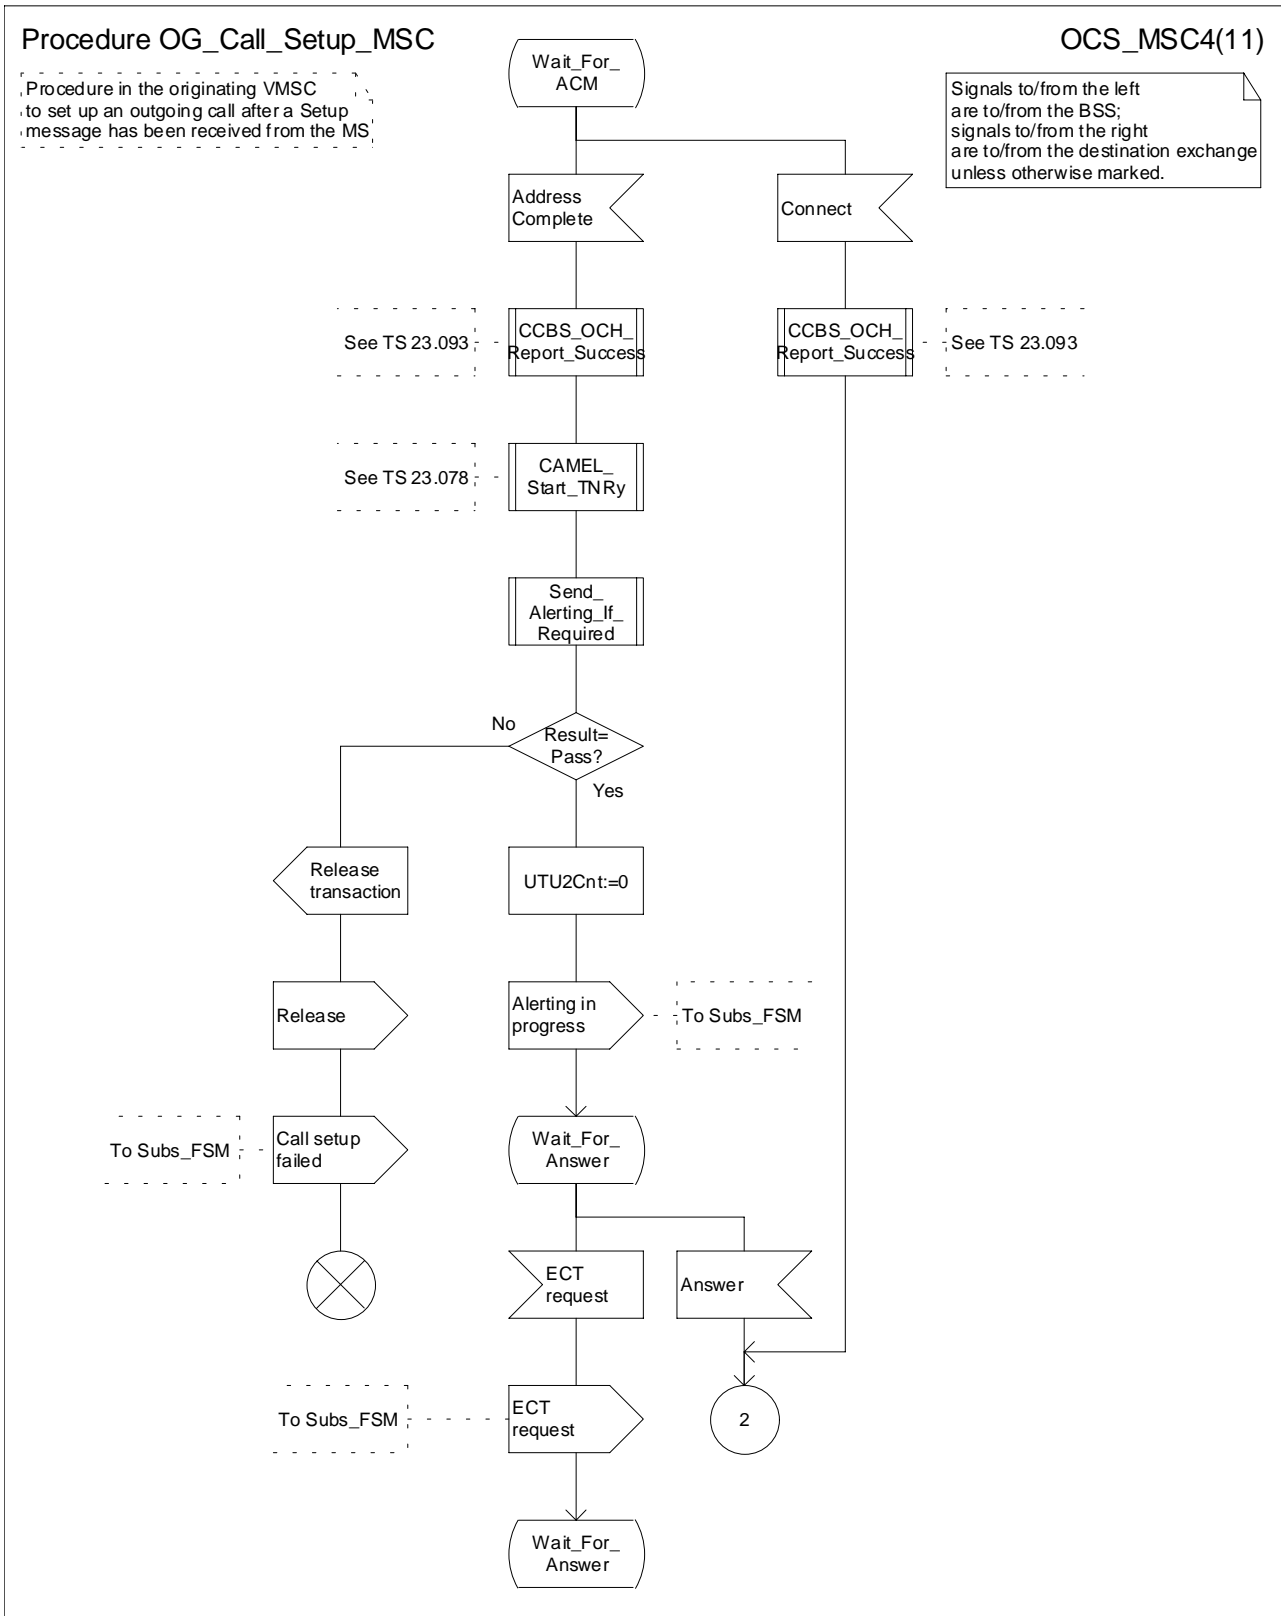 Procedure OG_Call_Setup_MSC
OCS_MSC4(11)
Procedure in the originating VMSC
to set up an outgoing call after a Setup
message has been received from the MS
Signals to/from the left
are to/from the BSS;
signals to/from the right
are to/from the destination exchange
unless otherwise marked.
Wait_For_
ACM
Address
Complete
Connect
See TS 23.093
CCBS_OCH_
Report_Success
CCBS_OCH_
Report_Success
See TS 23.093
See TS 23.078
CAMEL_
Start_TNRy
Send_
Alerting_If_
Required
No
Result=
Pass?
Yes
Release
transaction
UTU2Cnt:=0
Release
Alerting in
progress
To Subs_FSM
To Subs_FSM
Call setup
failed
Wait_For_
Answer
ECT
request
Answer
To Subs_FSM
ECT
request
2
Wait_For_
Answer